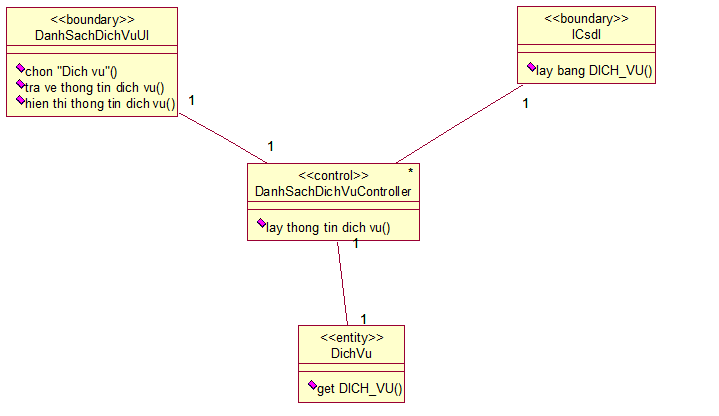 <<boundary>>
DanhSachDichVuUI
chon "Dich vu"()
tra ve thong tin dich vu()
hien thi thong tin dich vu()
1
1
<<boundary>>
ICsdl
lay bang DICH_VU()
1
*
<<control>>
DanhSachDichVuController
lay thong tin dich vu()
1
1
<<entity>>
DichVu
get DICH_VU()